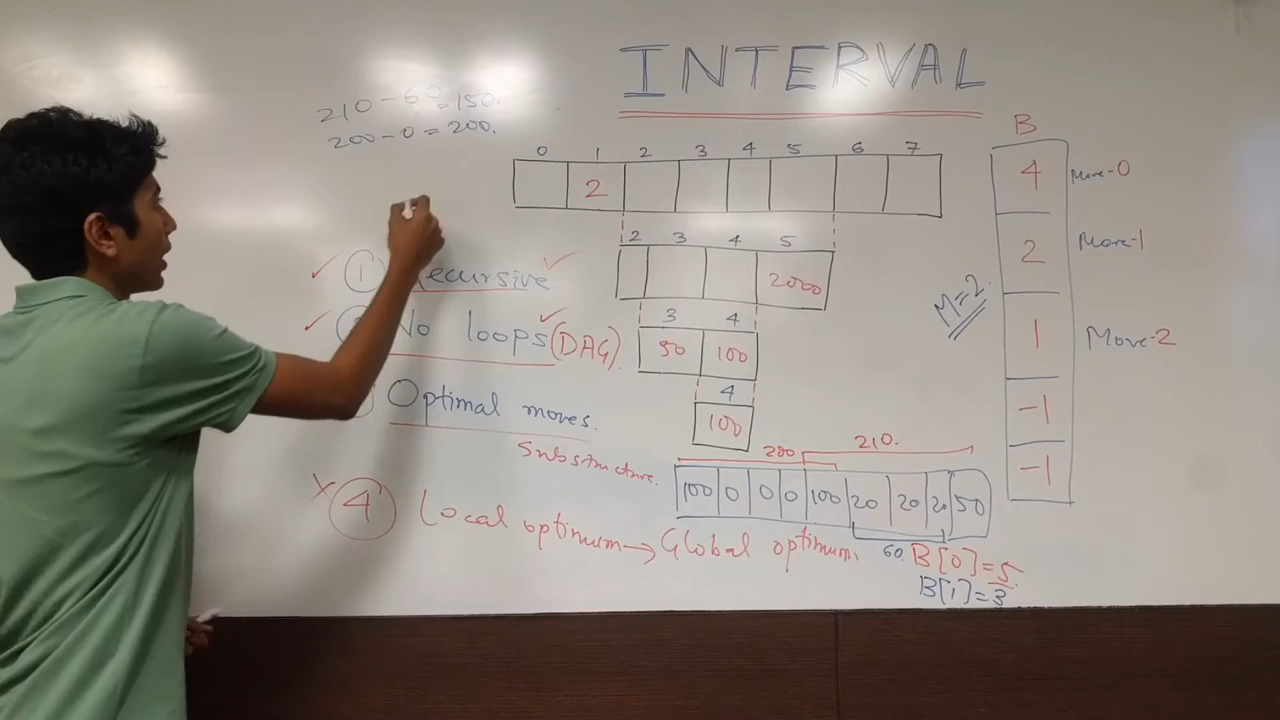 INTERVAL
210-60=150.
200-0=200.
0 1 2 3 4 5 6 7
2
2 3 4 5
2000
3 4
50 100
4
100
B
4 Move-0
2 Move-1
1 Move-2
-1
-1
M=2
① Recursive
No loops (DAG).
Optimal moves.
Substructure.
④ Local optimum→Global optimum.
200 210.
100 0 0 0 100 20 20 20 50
60.
B[0]=5.
B[1]=3